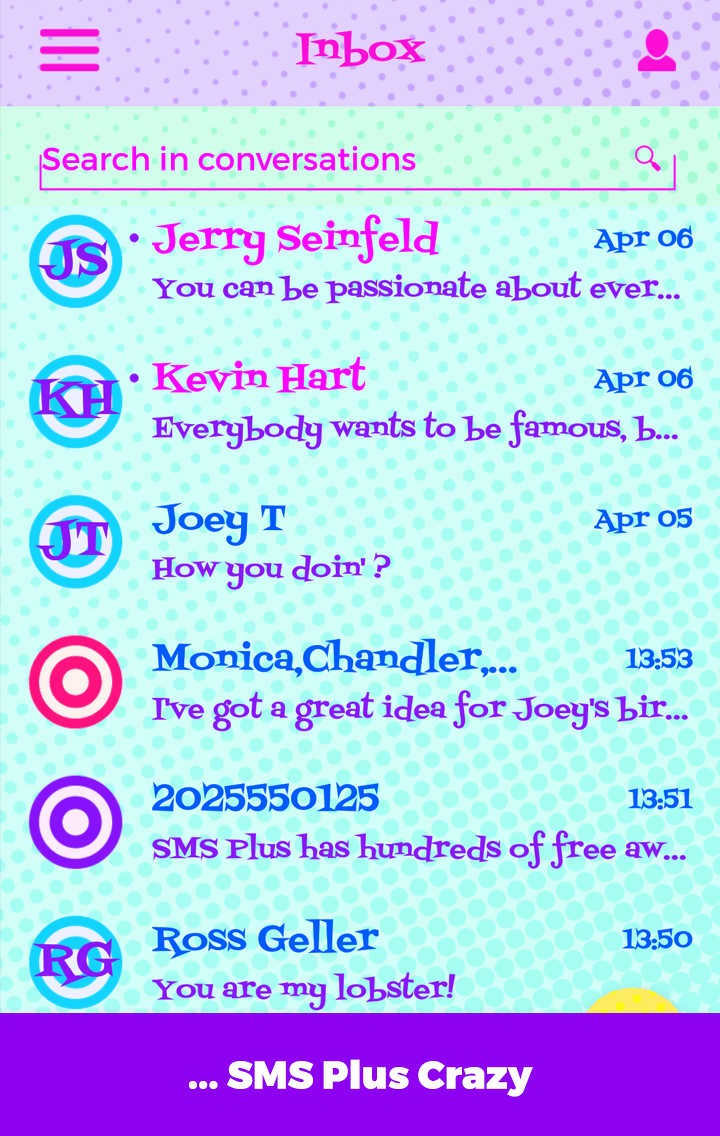 Inbox
Search in conversations
JS
Jerry Seinfeld
Apr 06
You can be passionate about ever...
KH
Kevin Hart
Apr 06
Everybody wants to be famous, b...
JT
Joey T
Apr 05
How you doin' ?
Monica,Chandler,...
13:53
I've got a great idea for Joey's bir...
2025550125
13:51
SMS Plus has hundreds of free aw...
RG
Ross Geller
13:50
You are my lobster!
... SMS Plus Crazy